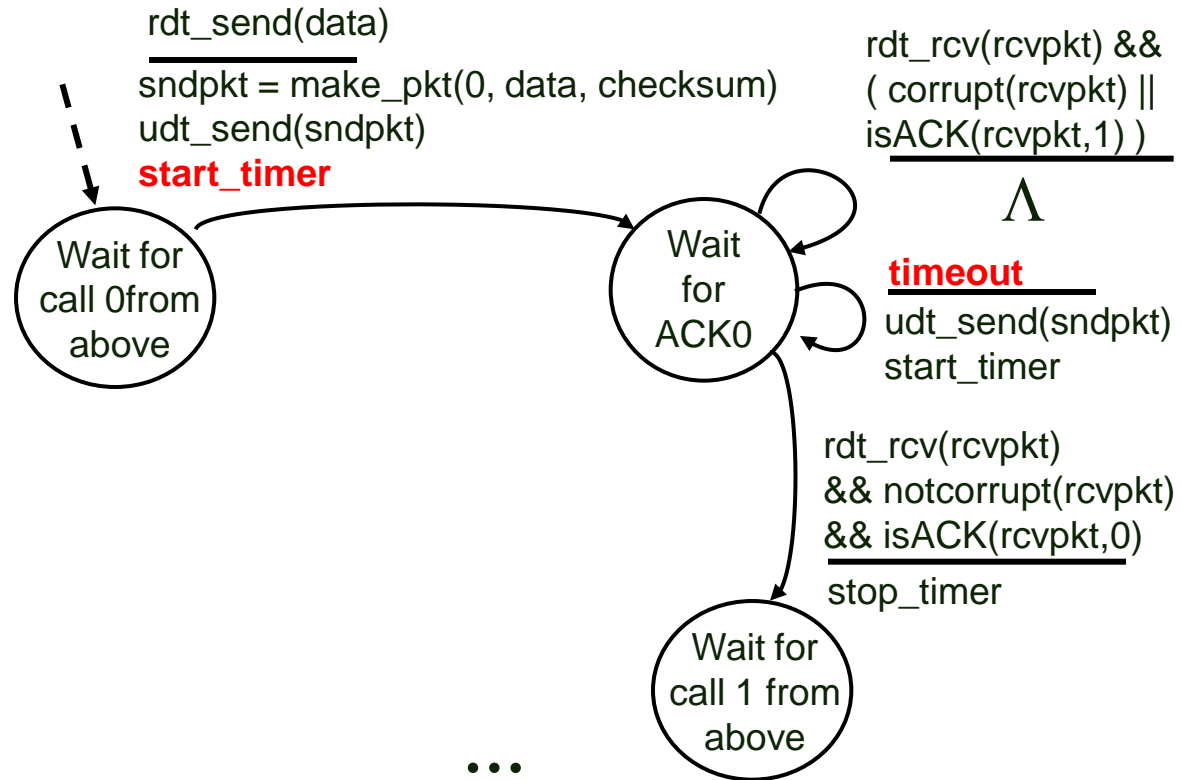 rdt_send(data)
sndpkt = make_pkt(0, data, checksum)
udt_send(sndpkt)
start_timer
rdt_rcv(rcvpkt) &&
( corrupt(rcvpkt) ||
isACK(rcvpkt,1) )
Λ
Wait for
call 0from
above
Wait
for
ACK0
timeout
udt_send(sndpkt)
start_timer
rdt_rcv(rcvpkt)
&& notcorrupt(rcvpkt)
&& isACK(rcvpkt,0)
stop_timer
Wait for
call 1 from
above
...